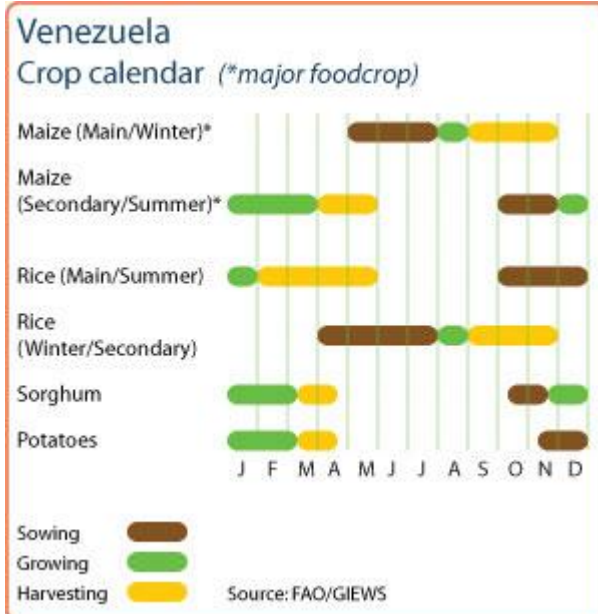 Venezuela
Crop calendar (*major foodcrop)
Maize (Main/Winter)*
Maize
(Secondary/Summer)*
Rice (Main/Summer)
Rice
(Winter/Secondary)
Sorghum
Potatoes
J F M A M J J A S O N D
Sowing
Growing
Harvesting
Source: FAO/GIEWS